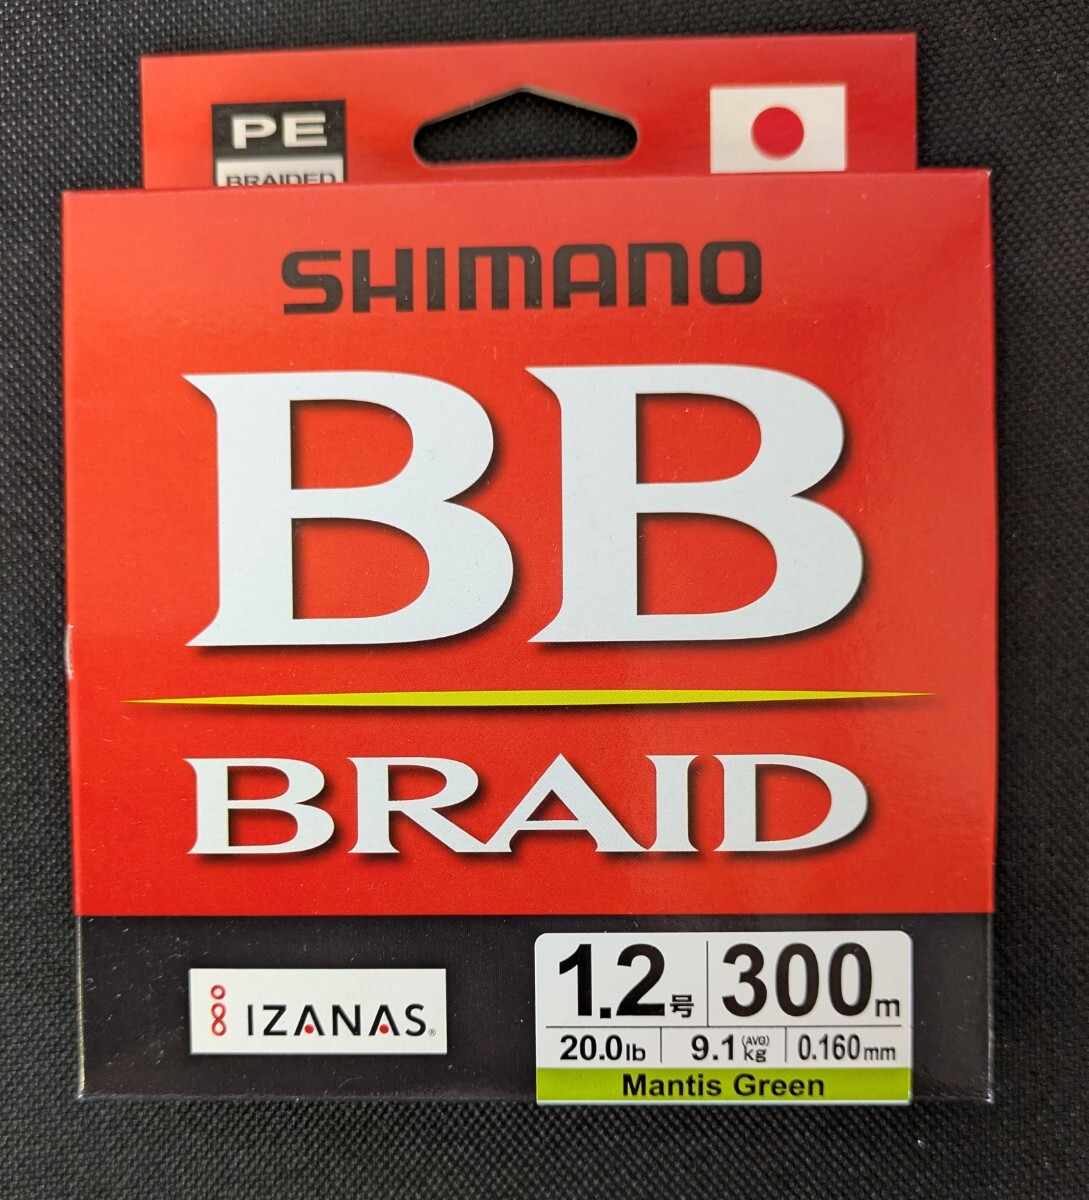 PE
BRAIDED
SHIMANO
BB
BRAID
IZANAS®
1.2号 300m
20.0lb 9.1(AVG)kg 0.160mm
Mantis Green